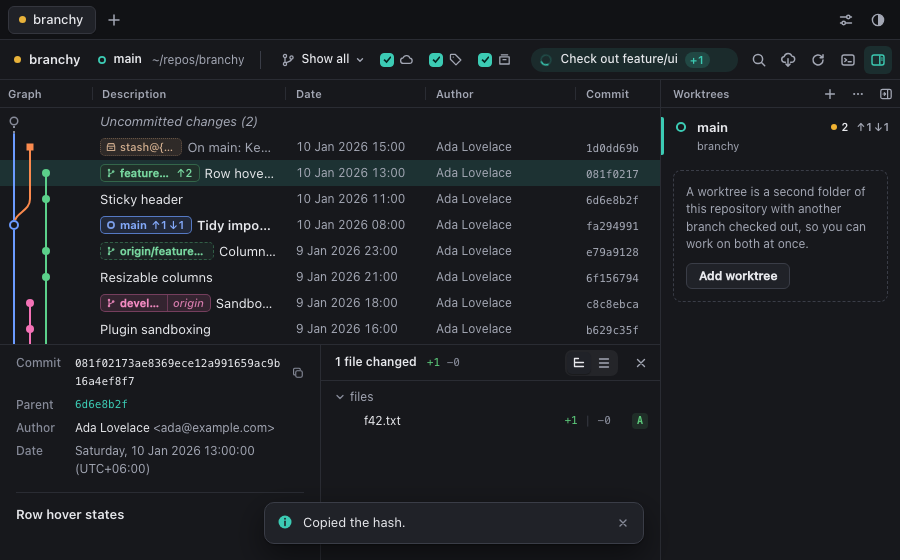 branchy
branchy main ~/repos/branchy Show all Check out feature/ui +1
Graph Description Date Author Commit Worktrees
Uncommitted changes (2)
stash@{… On main: Ke… 10 Jan 2026 15:00 Ada Lovelace 1d0dd69b
feature… ↑2 Row hove… 10 Jan 2026 13:00 Ada Lovelace 081f0217
Sticky header 10 Jan 2026 11:00 Ada Lovelace 6d6e8b2f
main ↑1↓1 Tidy impo… 10 Jan 2026 08:00 Ada Lovelace fa294991
origin/feature… Column… 9 Jan 2026 23:00 Ada Lovelace e79a9128
Resizable columns 9 Jan 2026 21:00 Ada Lovelace 6f156794
devel… origin Sandbo… 9 Jan 2026 18:00 Ada Lovelace c8c8ebca
Plugin sandboxing 9 Jan 2026 16:00 Ada Lovelace b629c35f
main 2 ↑1↓1
branchy
A worktree is a second folder of
this repository with another
branch checked out, so you can
work on both at once.
Add worktree
Commit 081f02173ae8369ece12a991659ac9b
16a4ef8f7
Parent 6d6e8b2f
Author Ada Lovelace <ada@example.com>
Date Saturday, 10 Jan 2026 13:00:00
(UTC+06:00)
Row hover states
1 file changed +1 −0
files
f42.txt +1 −0 A
Copied the hash.